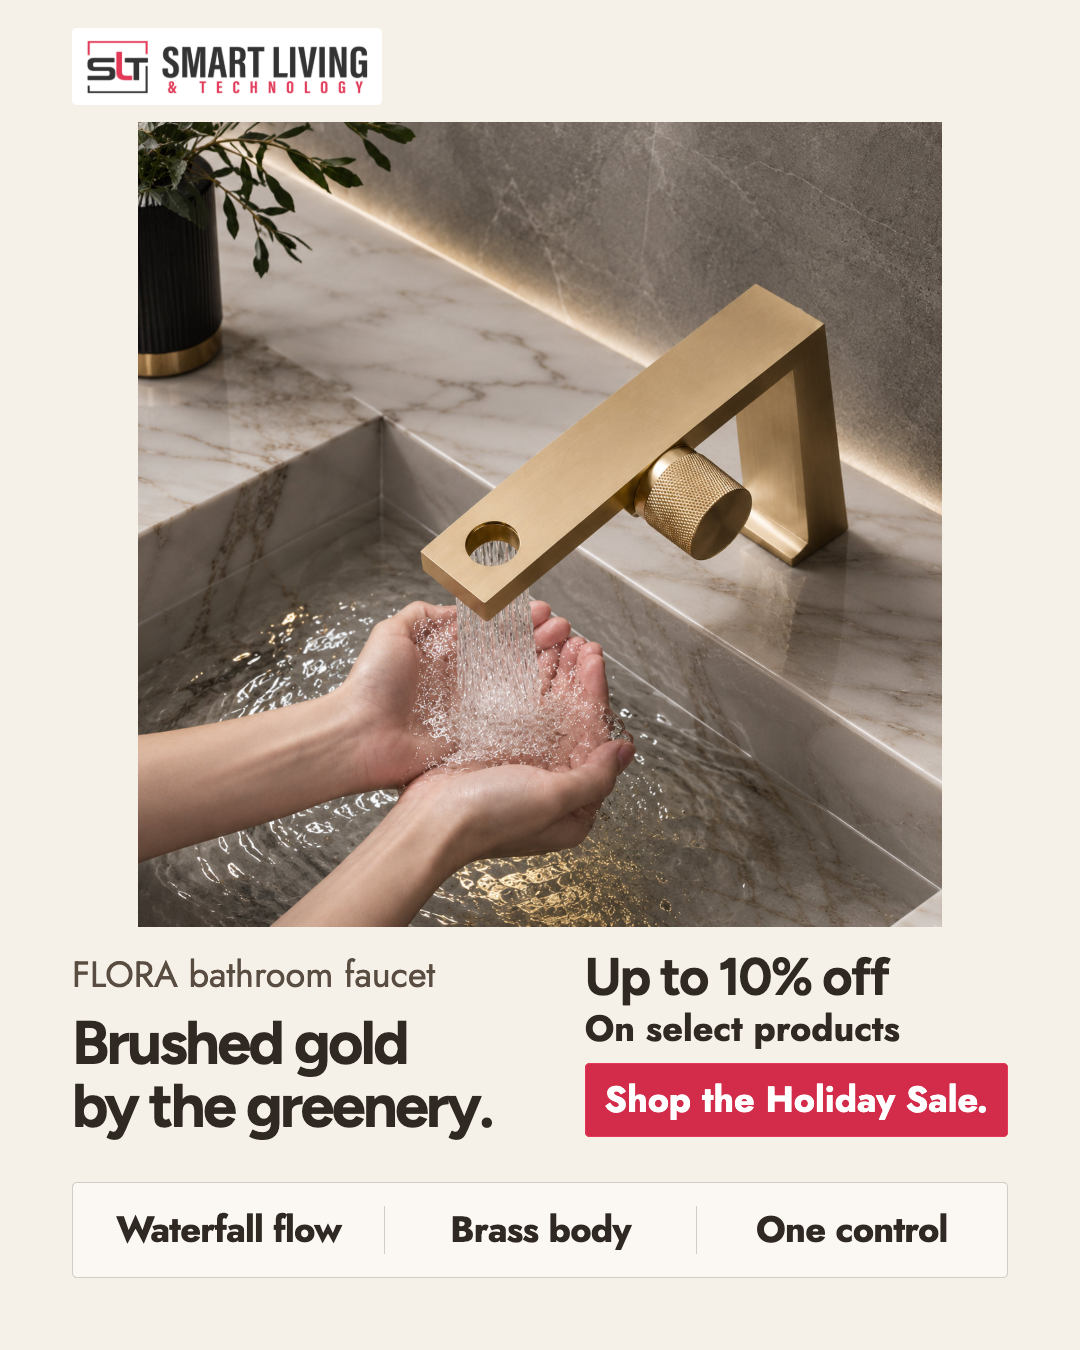 SLT SMART LIVING
& TECHNOLOGY
FLORA bathroom faucet
Brushed gold
by the greenery.
Up to 10% off
On select products
Shop the Holiday Sale.
Waterfall flow
Brass body
One control